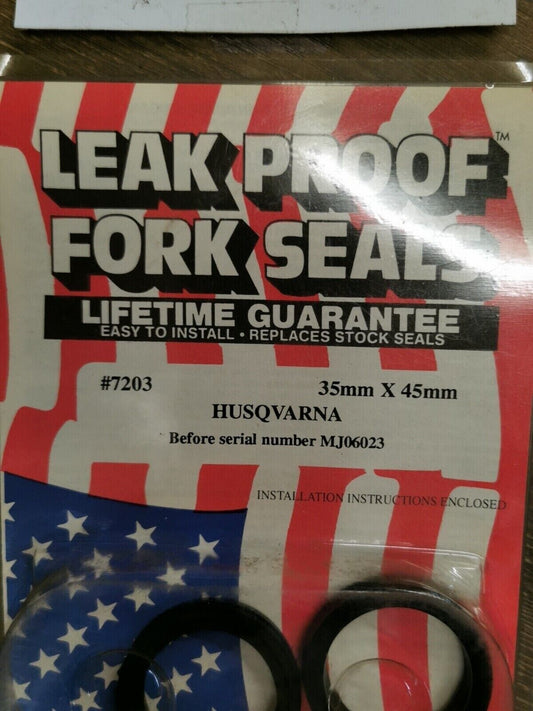 LEAK PROOF™
FORK SEALS
LIFETIME GUARANTEE
EASY TO INSTALL • REPLACES STOCK SEALS
#7203 35mm X 45mm
HUSQVARNA
Before serial number MJ06023
INSTALLATION INSTRUCTIONS ENCLOSED